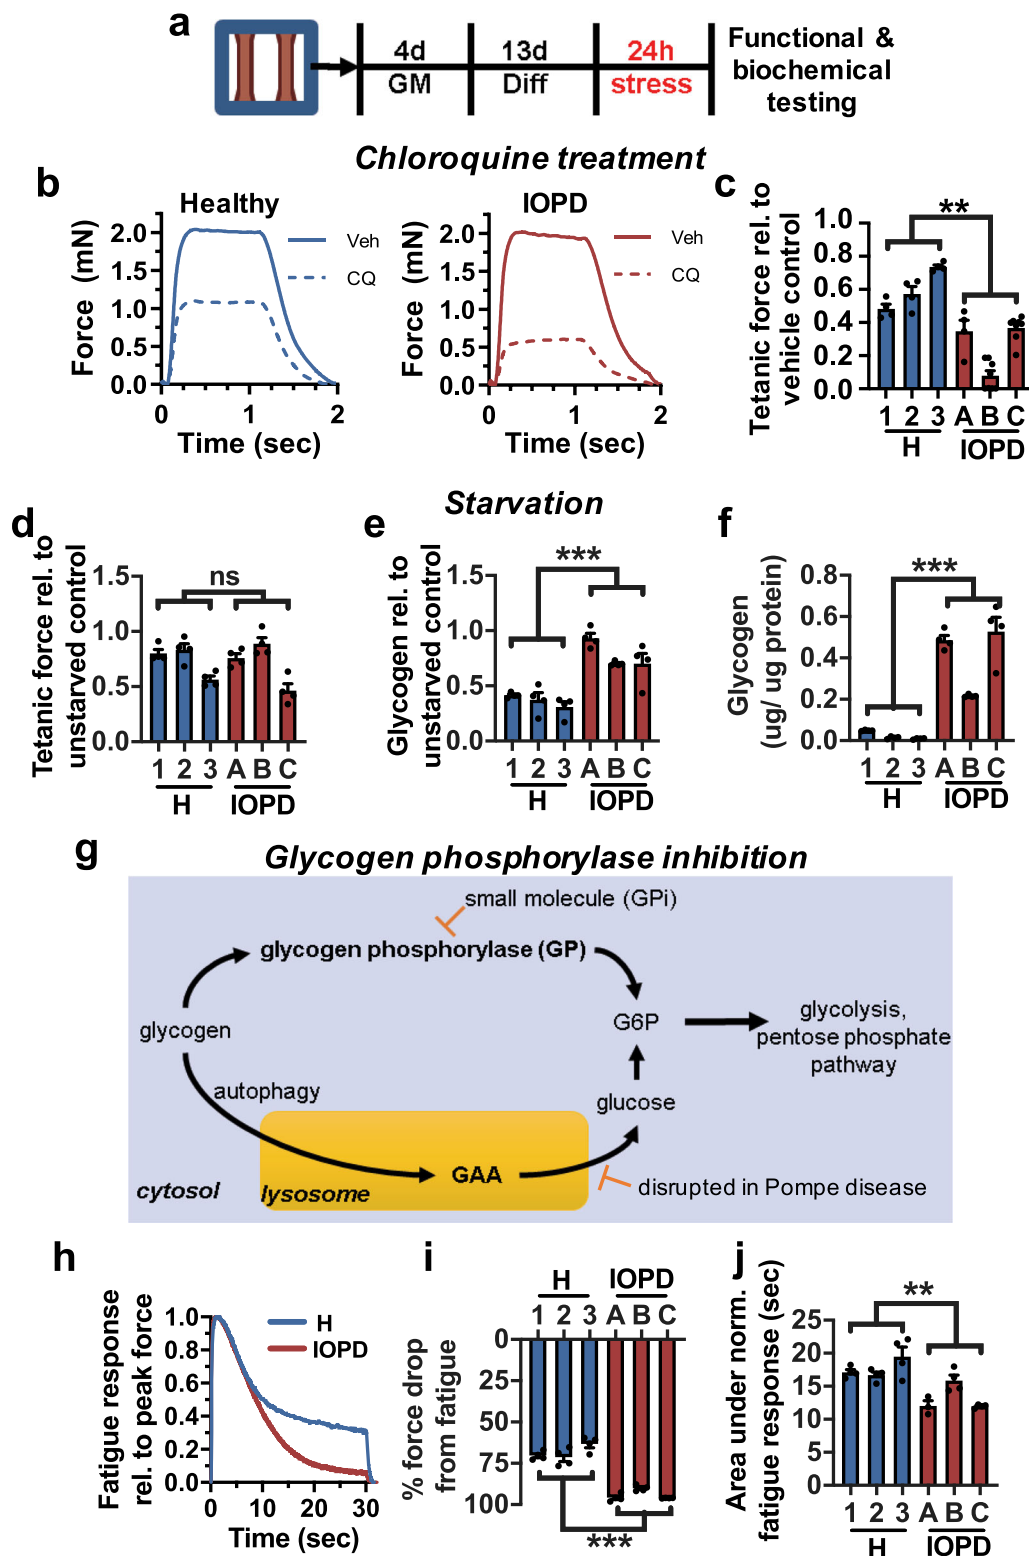 a
4d
GM
13d
Diff
24h
stress
Functional &
biochemical
testing
Chloroquine treatment
b
Healthy
Force (mN)
2.0
1.5
1.0
0.5
0.0
0
1
2
Time (sec)
Veh
CQ
IOPD
Force (mN)
2.0
1.5
1.0
0.5
0.0
0
1
2
Time (sec)
Veh
CQ
c
Tetanic force rel. to
vehicle control
1.0
0.8
0.6
0.4
0.2
0
**
1 2 3 A B C
H IOPD
Starvation
d
Tetanic force rel. to
unstarved control
1.5
1.0
0.5
0
ns
1 2 3 A B C
H IOPD
e
Glycogen rel. to
unstarved control
1.5
1.0
0.5
0
***
1 2 3 A B C
H IOPD
f
Glycogen
(ug/ ug protein)
0.8
0.6
0.4
0.2
0.0
***
1 2 3 A B C
H IOPD
g
Glycogen phosphorylase inhibition
small molecule (GPi)
glycogen phosphorylase (GP)
glycogen
G6P
glycolysis,
pentose phosphate
pathway
autophagy
glucose
GAA
cytosol
lysosome
disrupted in Pompe disease
h
Fatigue response
rel. to peak force
1.0
0.8
0.6
0.4
0.2
0.0
0 10 20 30
Time (sec)
H
IOPD
i
H IOPD
1 2 3 A B C
% force drop
from fatigue
0
25
50
75
100
***
j
Area under norm.
fatigue response (sec)
25
20
15
10
5
0
**
1 2 3 A B C
H IOPD